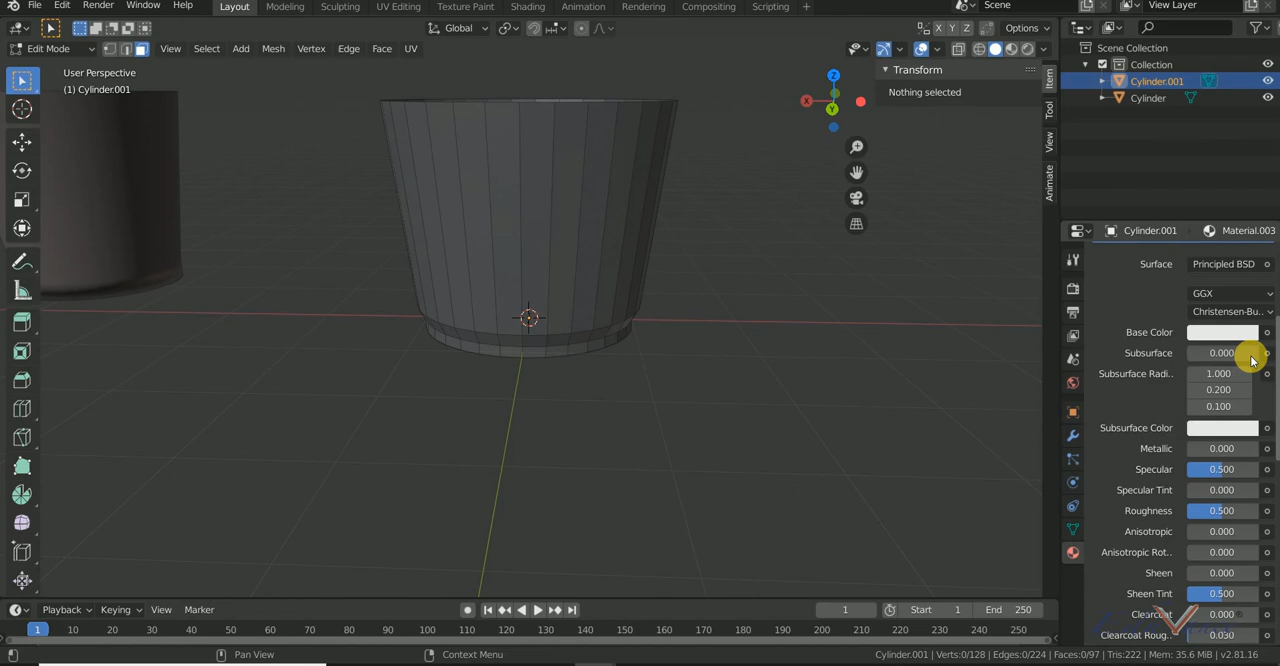 File Edit Render Window Help Layout Modeling Sculpting UV Editing Texture Paint Shading Animation Rendering Compositing Scripting + Scene View Layer
Global X Y Z Options
Edit Mode View Select Add Mesh Vertex Edge Face UV
User Perspective
(1) Cylinder.001
Z X Y
Transform
Nothing selected
Item
Tool
View
Animate
Scene Collection
Collection
Cylinder.001
Cylinder
Cylinder.001 Material.003
Surface Principled BSD
GGX
Christensen-Bu..
Base Color
Subsurface 0.000
Subsurface Radi.. 1.000
0.200
0.100
Subsurface Color
Metallic 0.000
Specular 0.500
Specular Tint 0.000
Roughness 0.500
Anisotropic 0.000
Anisotropic Rot.. 0.000
Sheen 0.000
Sheen Tint 0.500
Clearcoat 0.000
Clearcoat Roug.. 0.030
Playback Keying View Marker 1 Start 1 End 250
1 10 20 30 40 50 60 70 80 90 100 110 120 130 140 150 160 170 180 190 200 210 220 230 240 250
Pan View Context Menu Cylinder.001 | Verts:0/128 | Edges:0/224 | Faces:0/97 | Tris:222 | Mem: 35.6 MiB | v2.81.16